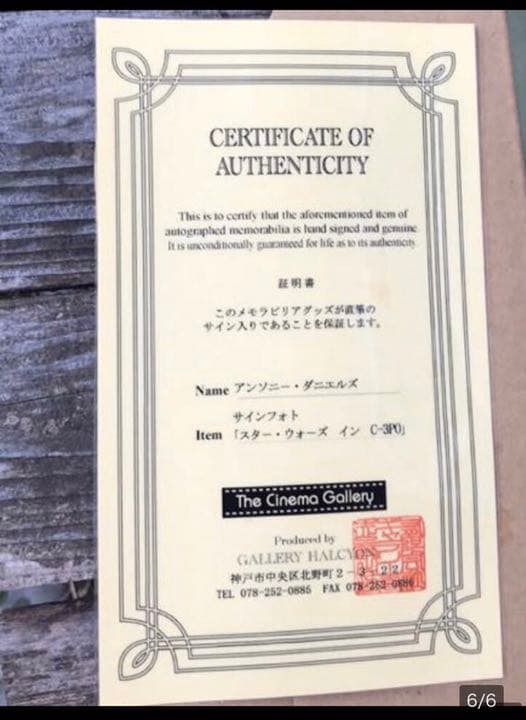 CERTIFICATE OF
AUTHENTICITY
This is to certify that the aforementioned item of
autographed memorabilia is hand signed and genuine.
It is unconditionally guaranteed for life as to its authenticity.
証明書
このメモラビリアグッズが直筆の
サイン入りであることを保証します。
Name アンソニー・ダニエルズ
サインフォト
Item 「スター・ウォーズ イン C-3PO」
The Cinema Gallery
Produced by
GALLERY HALCYON
神戸市中央区北野町2-3-22
TEL 078-252-0885 FAX 078-252-0886
6/6